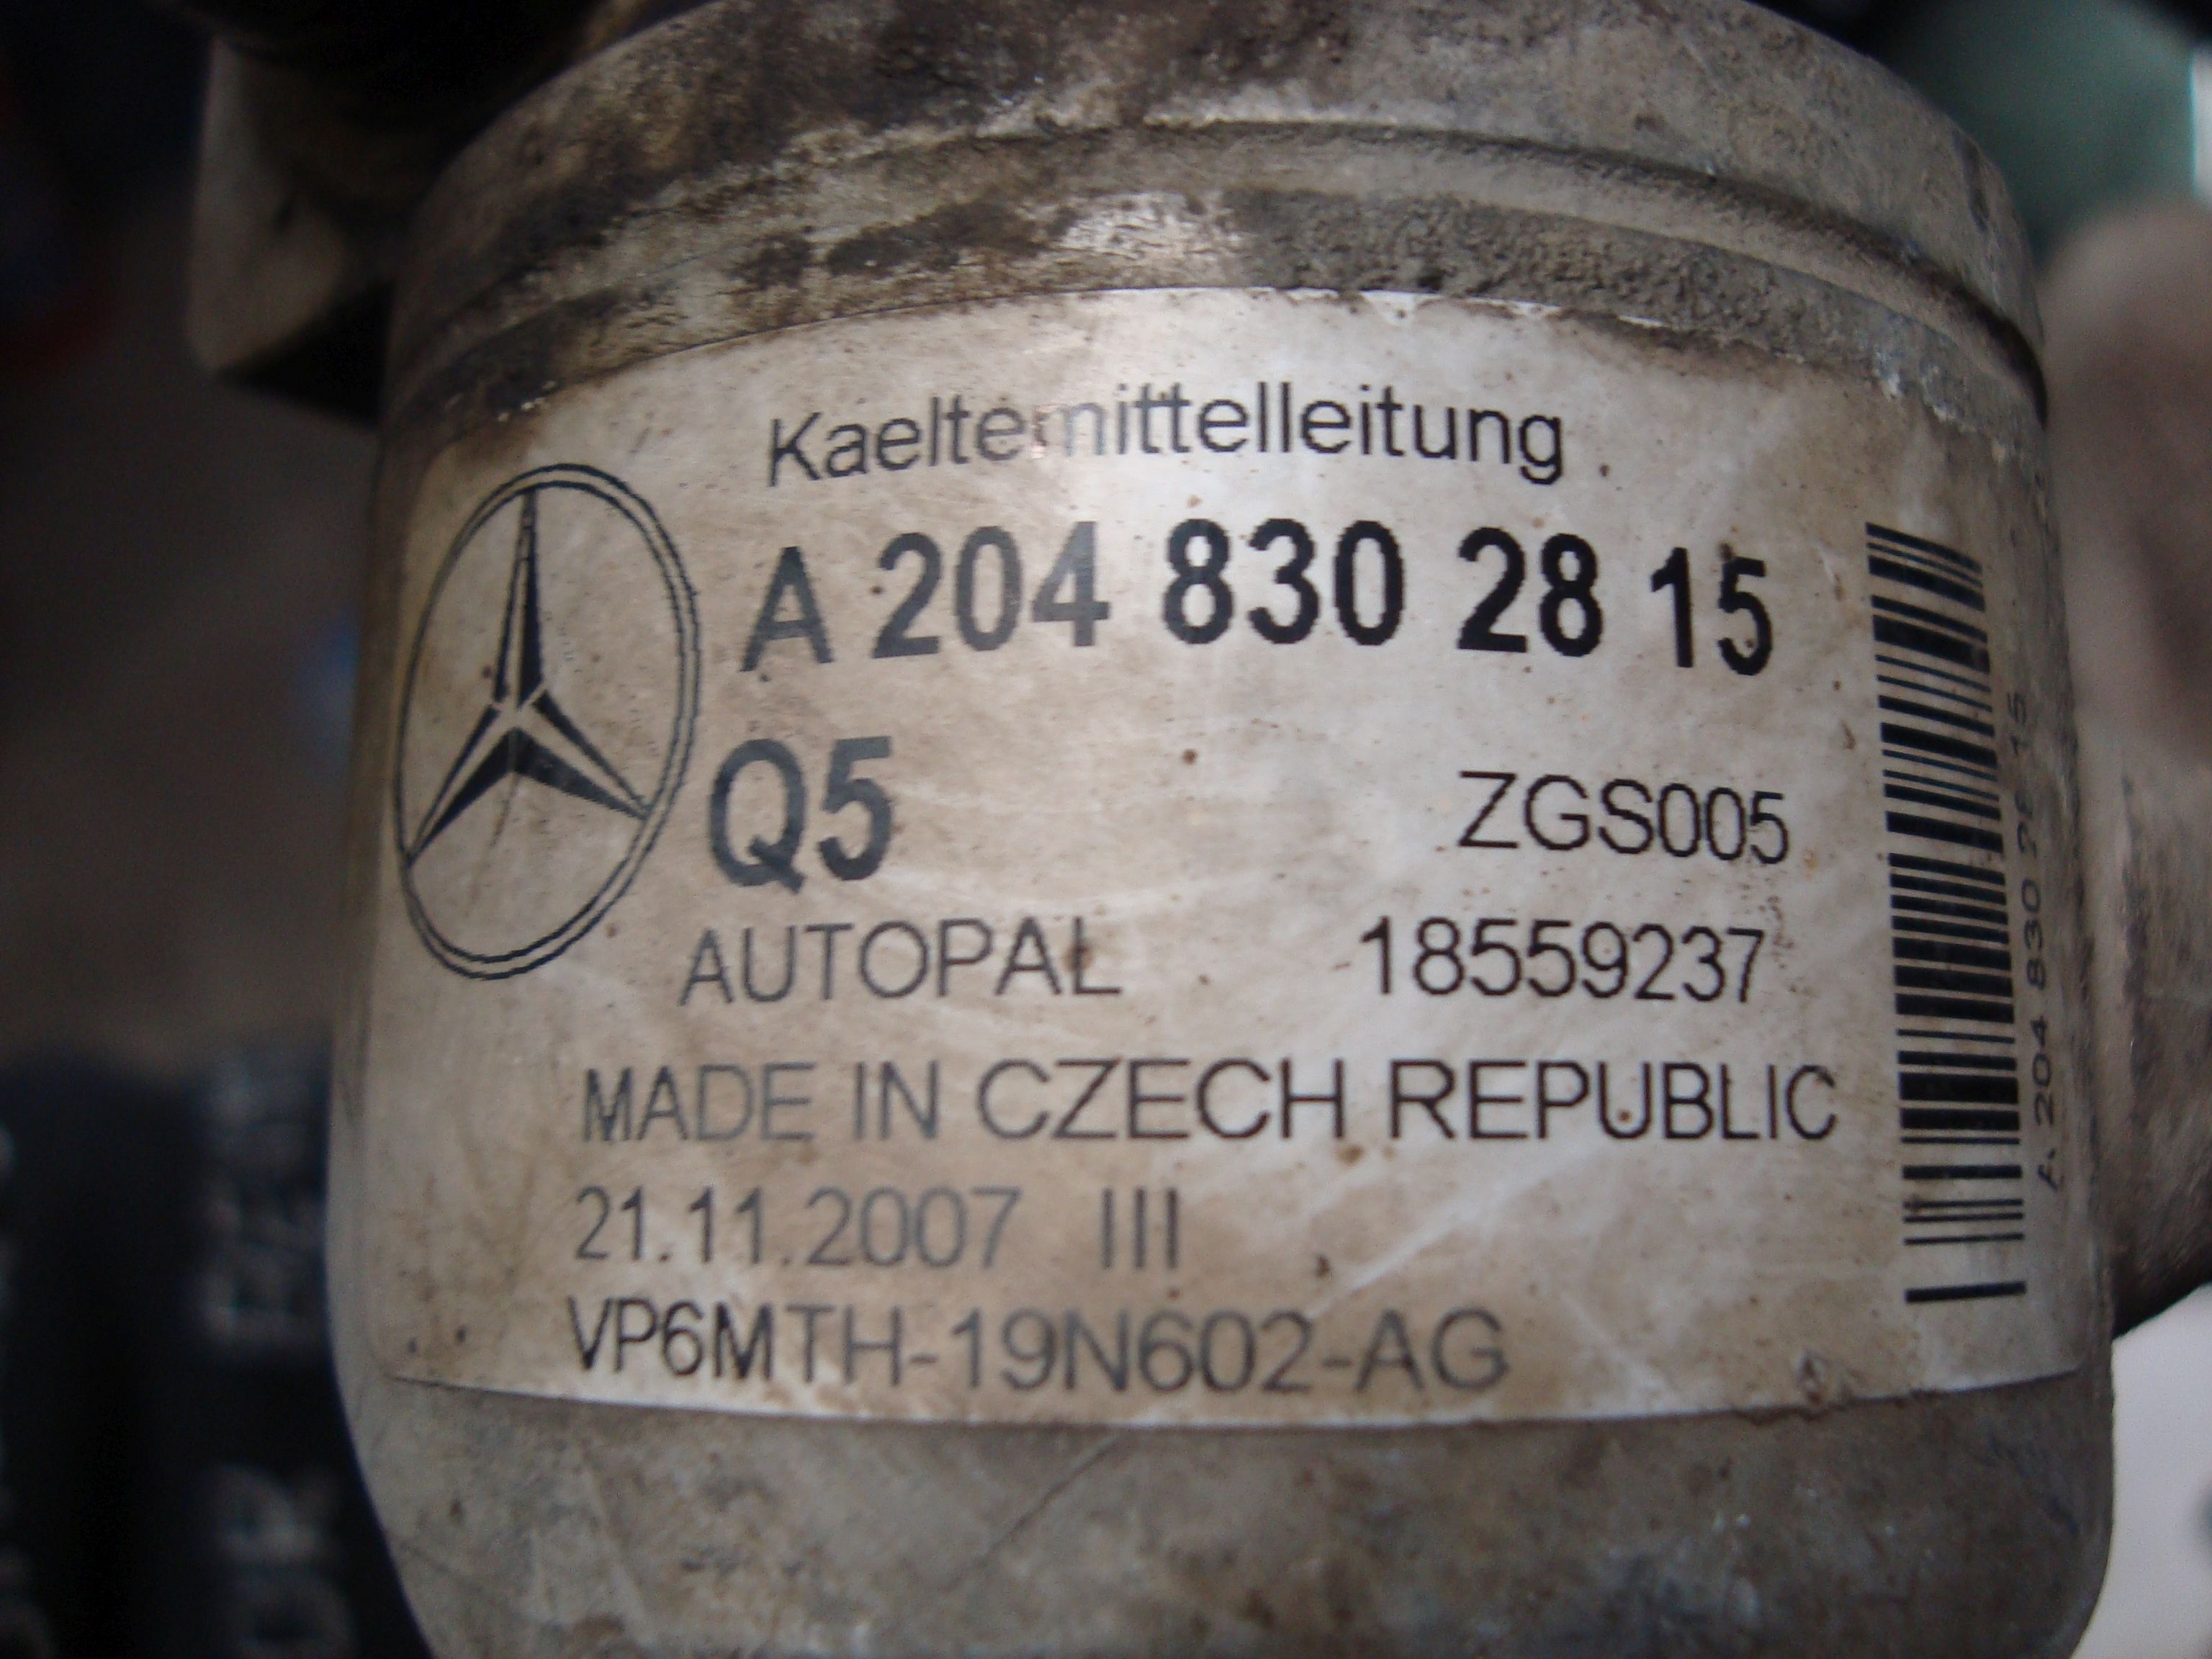 Kaeltemittelleitung
A 204 830 28 15
Q5
ZGS005
AUTOPAL 18559237
MADE IN CZECH REPUBLIC
21.11.2007 III
VP6MTH-19N602-AG
A 204 830 28 15